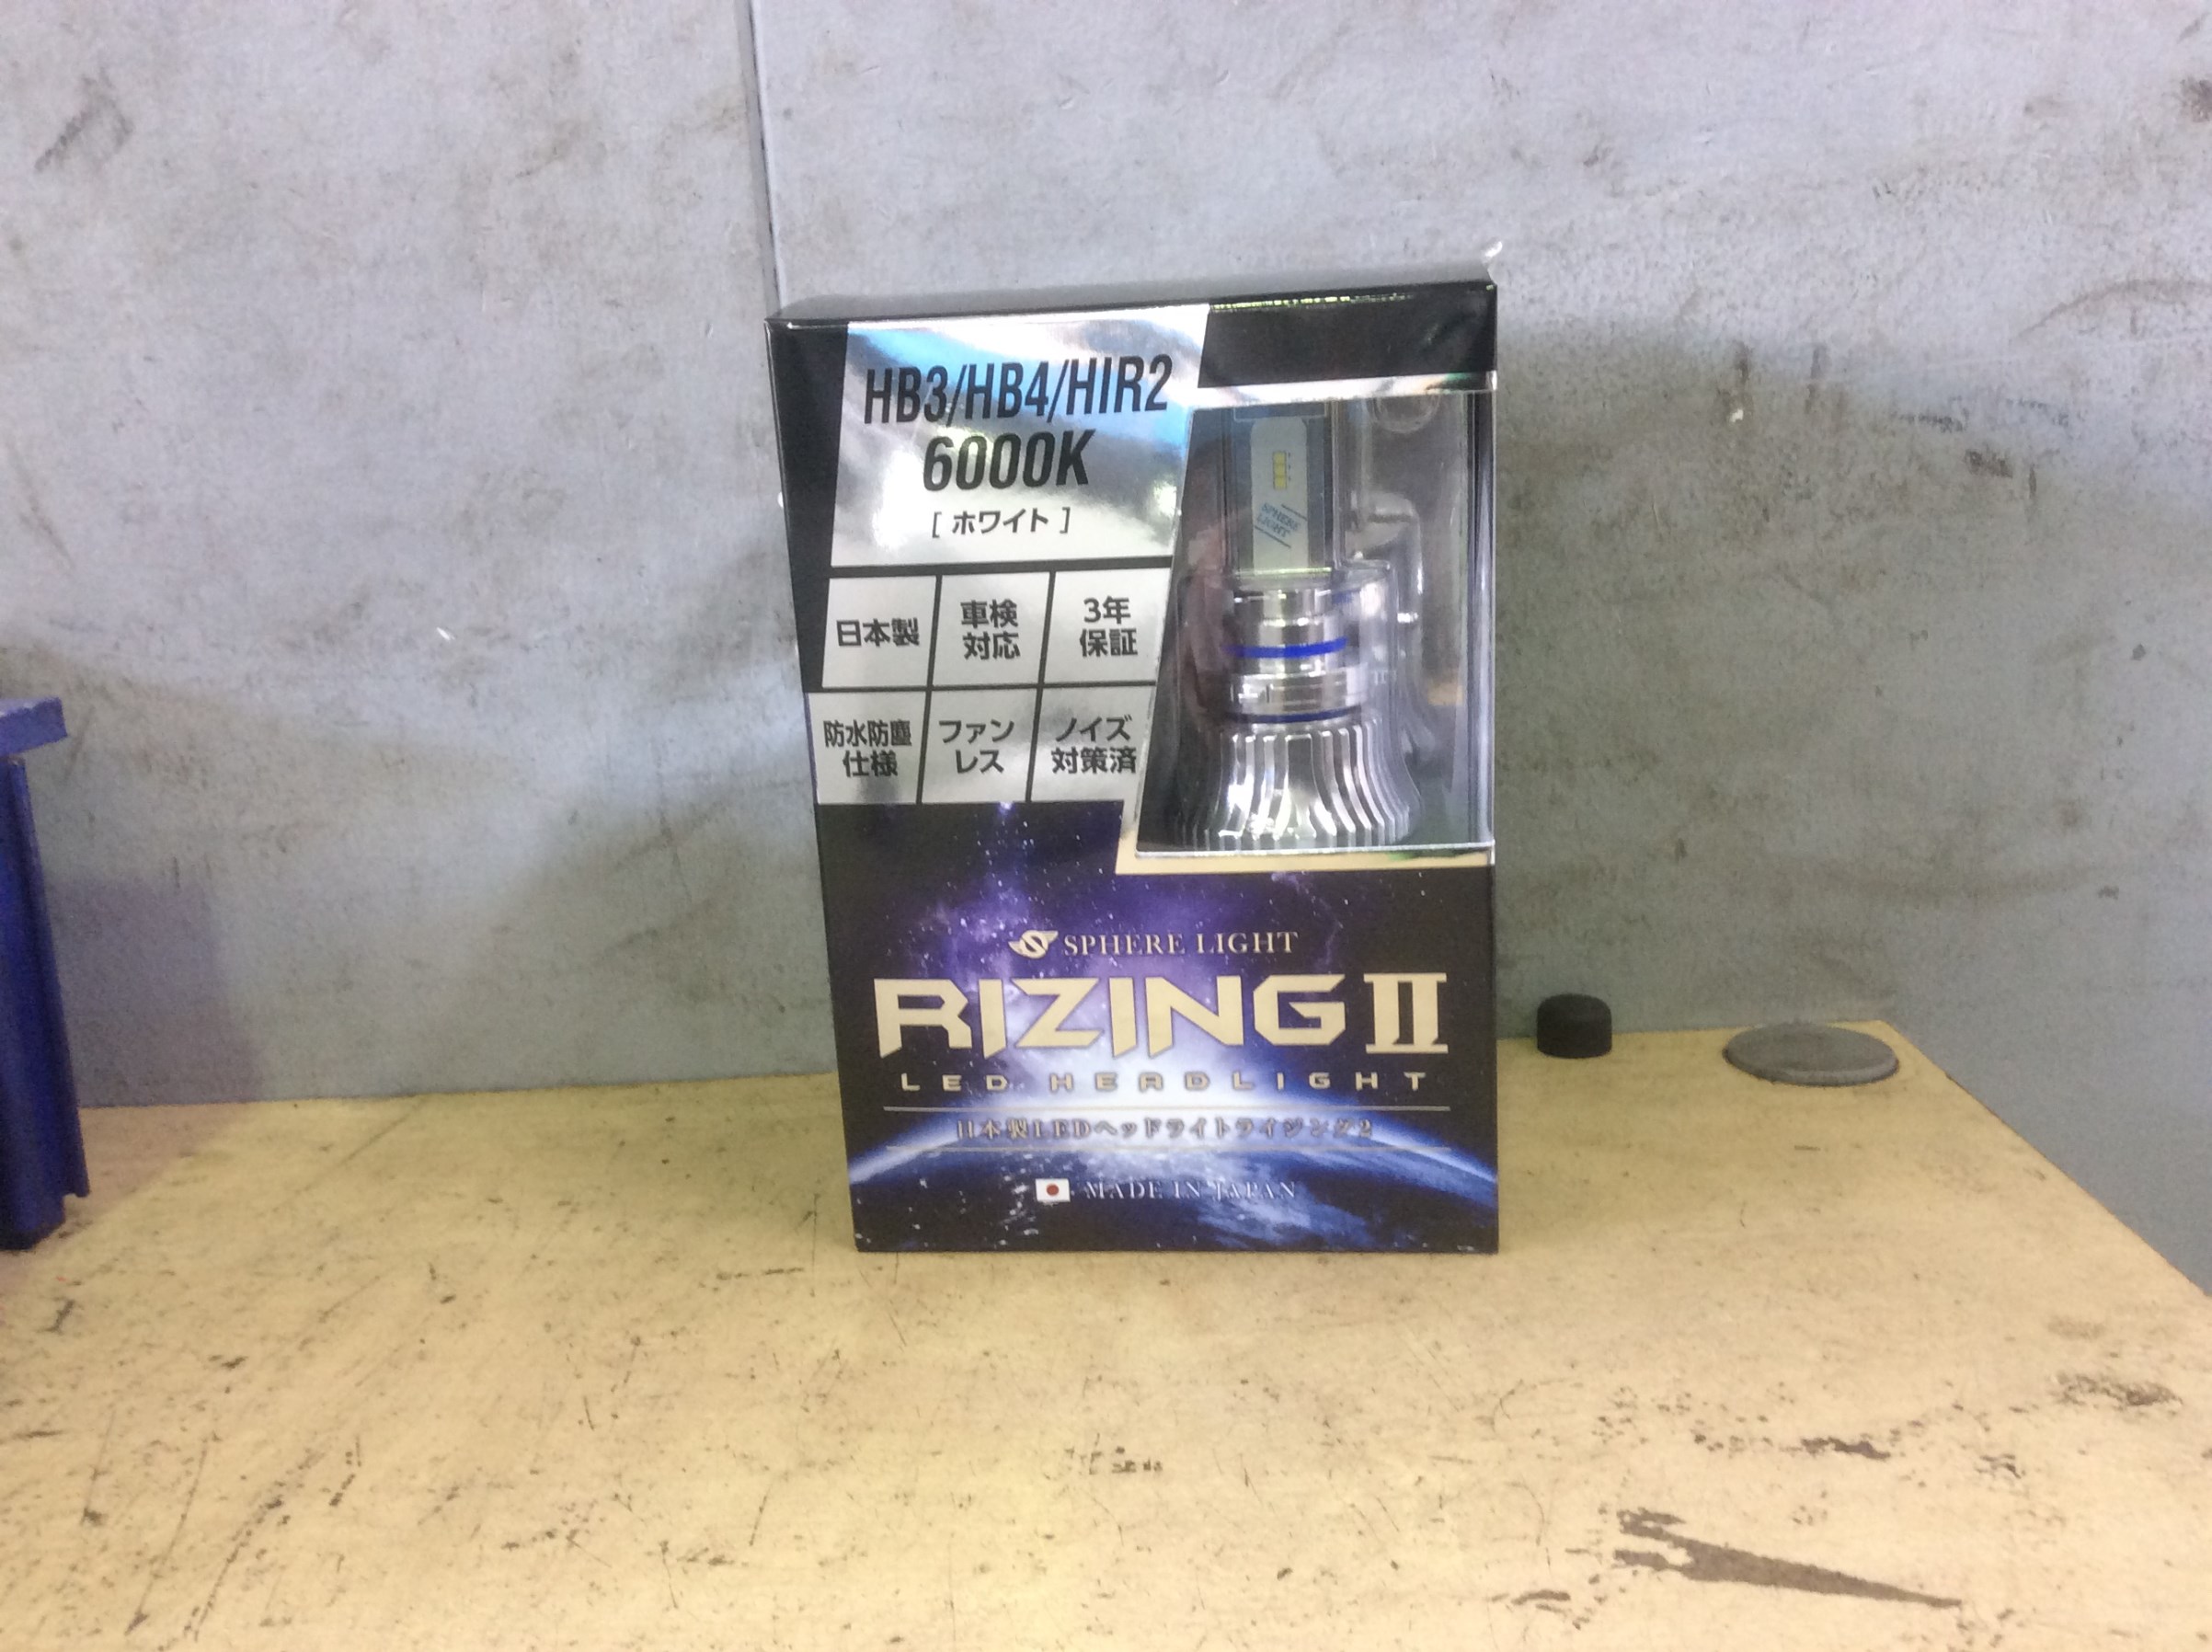 HB3/HB4/HIR2
6000K
[ ホワイト ]
日本製
車検
対応
3年
保証
防水防塵
仕様
ファン
レス
ノイズ
対策済
SPHERE
LIGHT
SPHERE LIGHT
RIZING II
LED HEADLIGHT
日本製LEDヘッドライトライジング2
MADE IN JAPAN